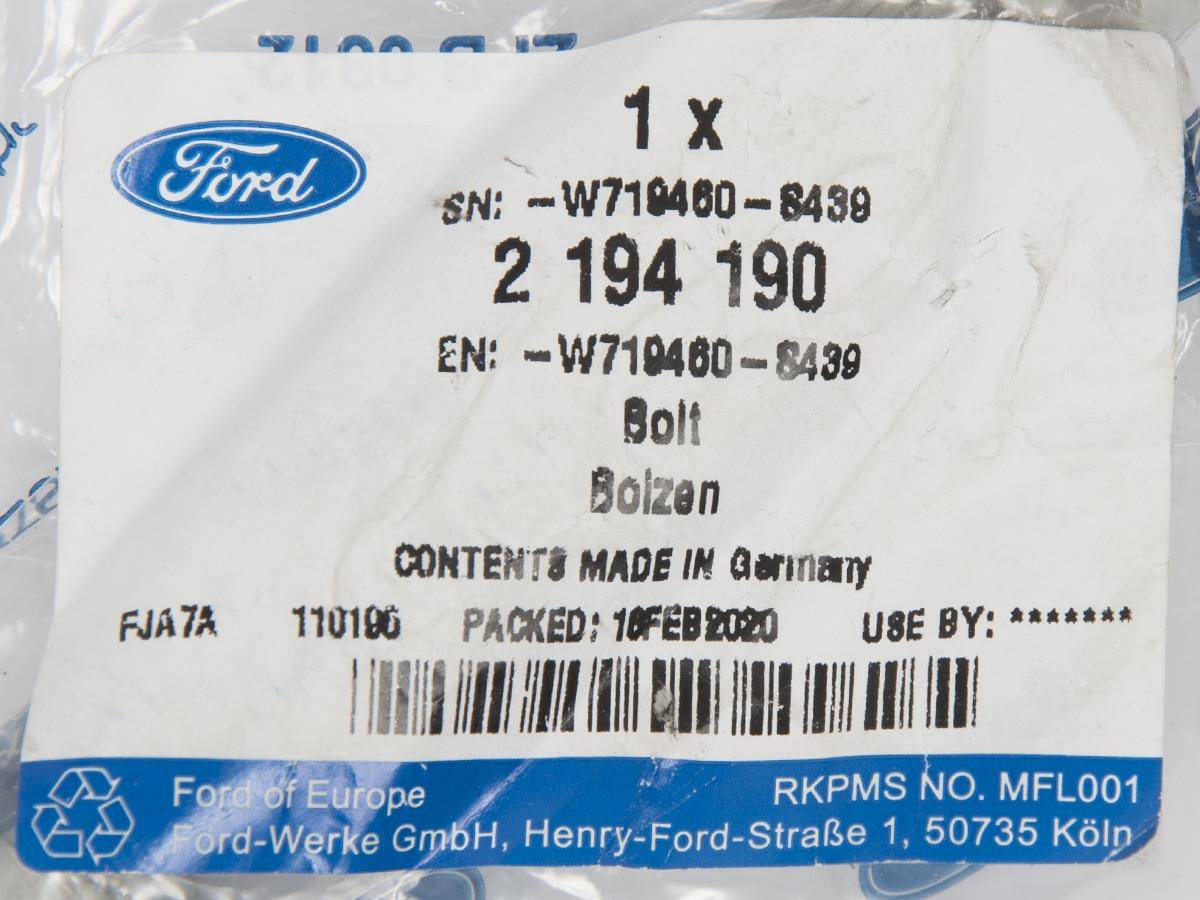 Ford
1 x
SN: -W719460-S439
2 194 190
EN: -W719460-S439
Bolt
Bolzen
CONTENTS MADE IN Germany
FJA7A 110196 PACKED: FEB2020 USE BY: *******
Ford of Europe
RKPMS NO. MFL001
Ford-Werke GmbH, Henry-Ford-Straße 1, 50735 Köln